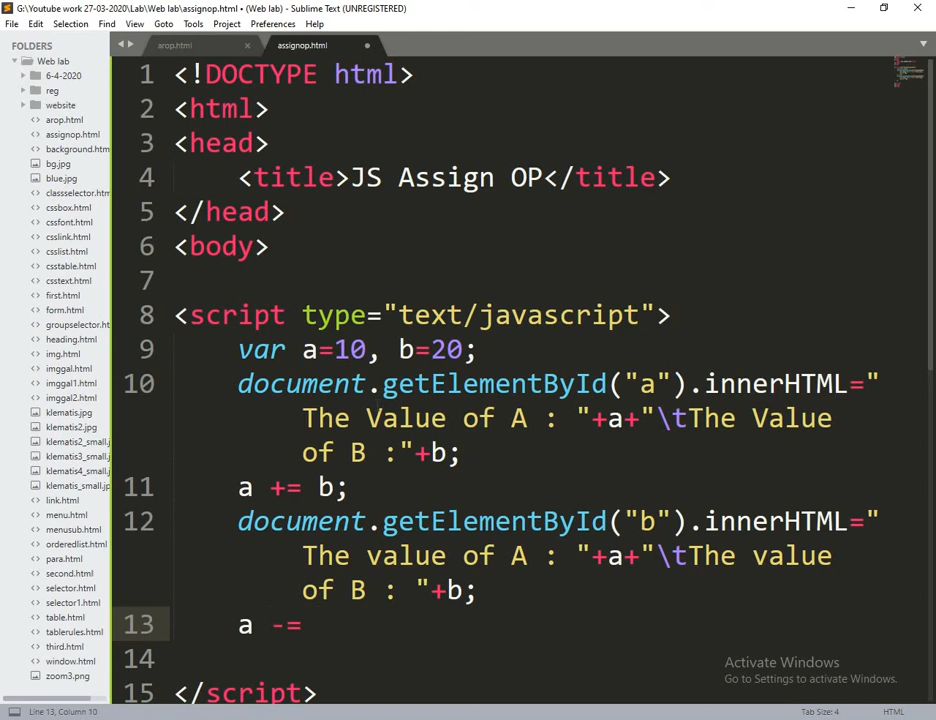 G:\Youtube work 27-03-2020\Lab\Web lab\assignop.html • (Web lab) - Sublime Text (UNREGISTERED)
File Edit Selection Find View Goto Tools Project Preferences Help
FOLDERS
Web lab
6-4-2020
reg
website
arop.html
assignop.html
background.htm
bg.jpg
blue.jpg
classselector.htm
cssbox.html
cssfont.html
csslink.html
csslist.html
csstable.html
csstext.html
first.html
form.html
groupselector.ht
heading.html
img.html
imggal.html
imggal1.html
imggal2.html
klematis.jpg
klematis2.jpg
klematis2_small.j
klematis3_small.j
klematis4_small.j
klematis_small.jp
link.html
menu.html
menusub.html
orderedlist.html
para.html
second.html
selector.html
selector1.html
table.html
tablerules.html
third.html
window.html
zoom3.png
arop.html × assignop.html
1 <!DOCTYPE html>
2 <html>
3 <head>
4 <title>JS Assign OP</title>
5 </head>
6 <body>
7
8 <script type="text/javascript">
9 var a=10, b=20;
10 document.getElementById("a").innerHTML="
The Value of A : "+a+"\tThe Value
of B :"+b;
11 a += b;
12 document.getElementById("b").innerHTML="
The value of A : "+a+"\tThe value
of B : "+b;
13 a -=
14
15 </script>
Activate Windows
Go to Settings to activate Windows.
Line 13, Column 10 Tab Size: 4 HTML